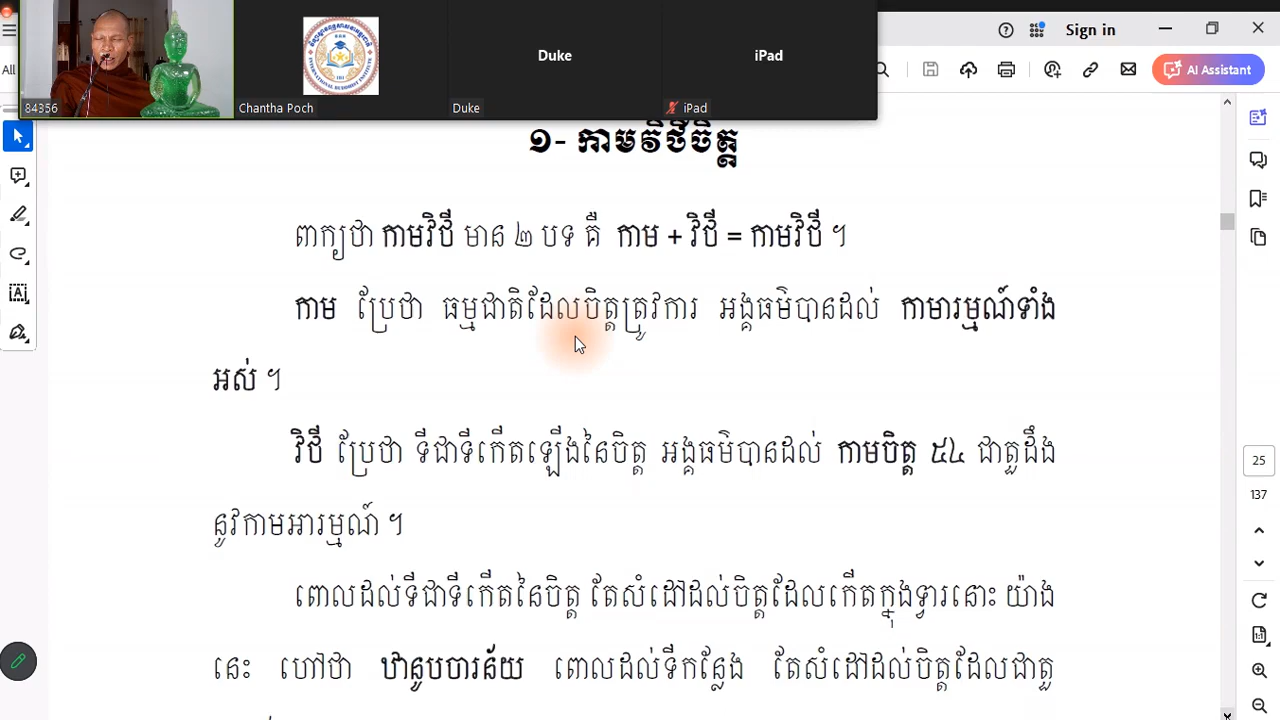 Sign in
All
AI Assistant
Duke
iPad
84356
Chantha Poch
Duke
iPad
១- កាមវិថីចិត្ត
ពាក្យថា កាមវិថី មាន ២ បទ គឺ កាម + វិថី = កាមវិថី ។
កាម ប្រែថា ធម្មជាតិដែលចិត្តត្រូវការ អង្គធម៌បានដល់ កាមារម្មណ៍ទាំង
អស់ ។
វិថី ប្រែថា ទីជាទីកើតឡើងនៃចិត្ត អង្គធម៌បានដល់ កាមចិត្ត ៥៤ ជាតួដឹង
នូវកាមអារម្មណ៍ ។
ពោលដល់ទីជាទីកើតនៃចិត្ត តែសំដៅដល់ចិត្តដែលកើតក្នុងទ្វារនោះ យ៉ាង
នេះ ហៅថា ឋានូបចារន័យ ពោលដល់ទីកន្លែង តែសំដៅដល់ចិត្តដែលជាតួ
25
137